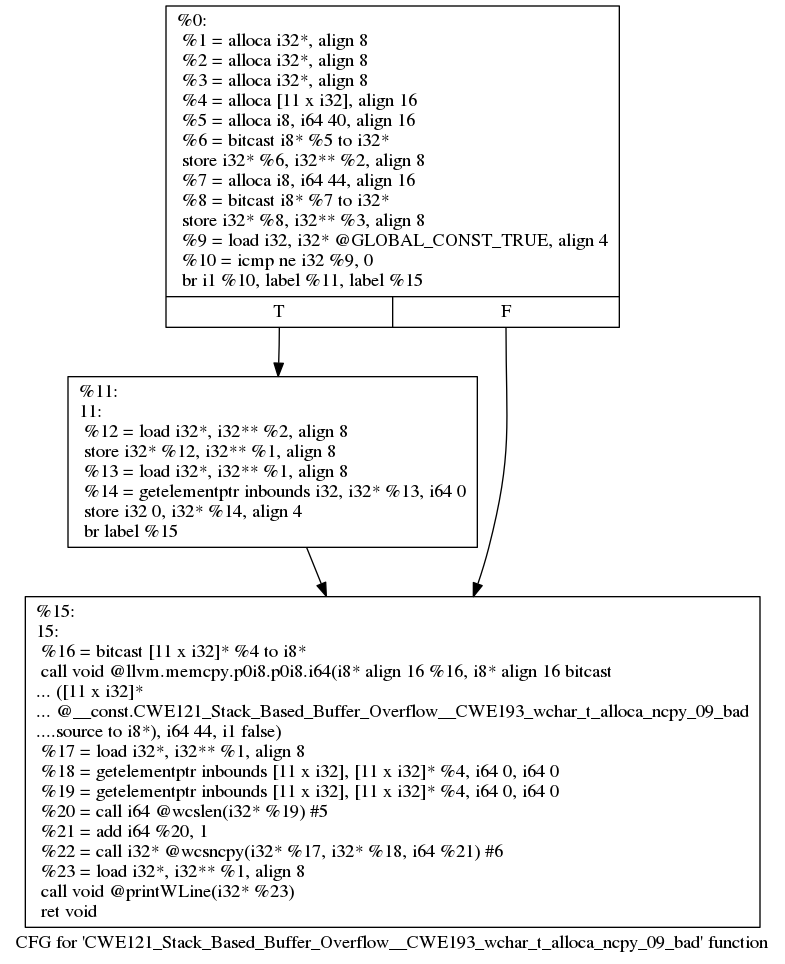 %0:
%1 = alloca i32*, align 8
%2 = alloca i32*, align 8
%3 = alloca i32*, align 8
%4 = alloca [11 x i32], align 16
%5 = alloca i8, i64 40, align 16
%6 = bitcast i8* %5 to i32*
store i32* %6, i32** %2, align 8
%7 = alloca i8, i64 44, align 16
%8 = bitcast i8* %7 to i32*
store i32* %8, i32** %3, align 8
%9 = load i32, i32* @GLOBAL_CONST_TRUE, align 4
%10 = icmp ne i32 %9, 0
br i1 %10, label %11, label %15
T F
%11:
11:
%12 = load i32*, i32** %2, align 8
store i32* %12, i32** %1, align 8
%13 = load i32*, i32** %1, align 8
%14 = getelementptr inbounds i32, i32* %13, i64 0
store i32 0, i32* %14, align 4
br label %15
%15:
15:
%16 = bitcast [11 x i32]* %4 to i8*
call void @llvm.memcpy.p0i8.p0i8.i64(i8* align 16 %16, i8* align 16 bitcast
... ([11 x i32]*
... @__const.CWE121_Stack_Based_Buffer_Overflow__CWE193_wchar_t_alloca_ncpy_09_bad
....source to i8*), i64 44, i1 false)
%17 = load i32*, i32** %1, align 8
%18 = getelementptr inbounds [11 x i32], [11 x i32]* %4, i64 0, i64 0
%19 = getelementptr inbounds [11 x i32], [11 x i32]* %4, i64 0, i64 0
%20 = call i64 @wcslen(i32* %19) #5
%21 = add i64 %20, 1
%22 = call i32* @wcsncpy(i32* %17, i32* %18, i64 %21) #6
%23 = load i32*, i32** %1, align 8
call void @printWLine(i32* %23)
ret void
CFG for 'CWE121_Stack_Based_Buffer_Overflow__CWE193_wchar_t_alloca_ncpy_09_bad' function